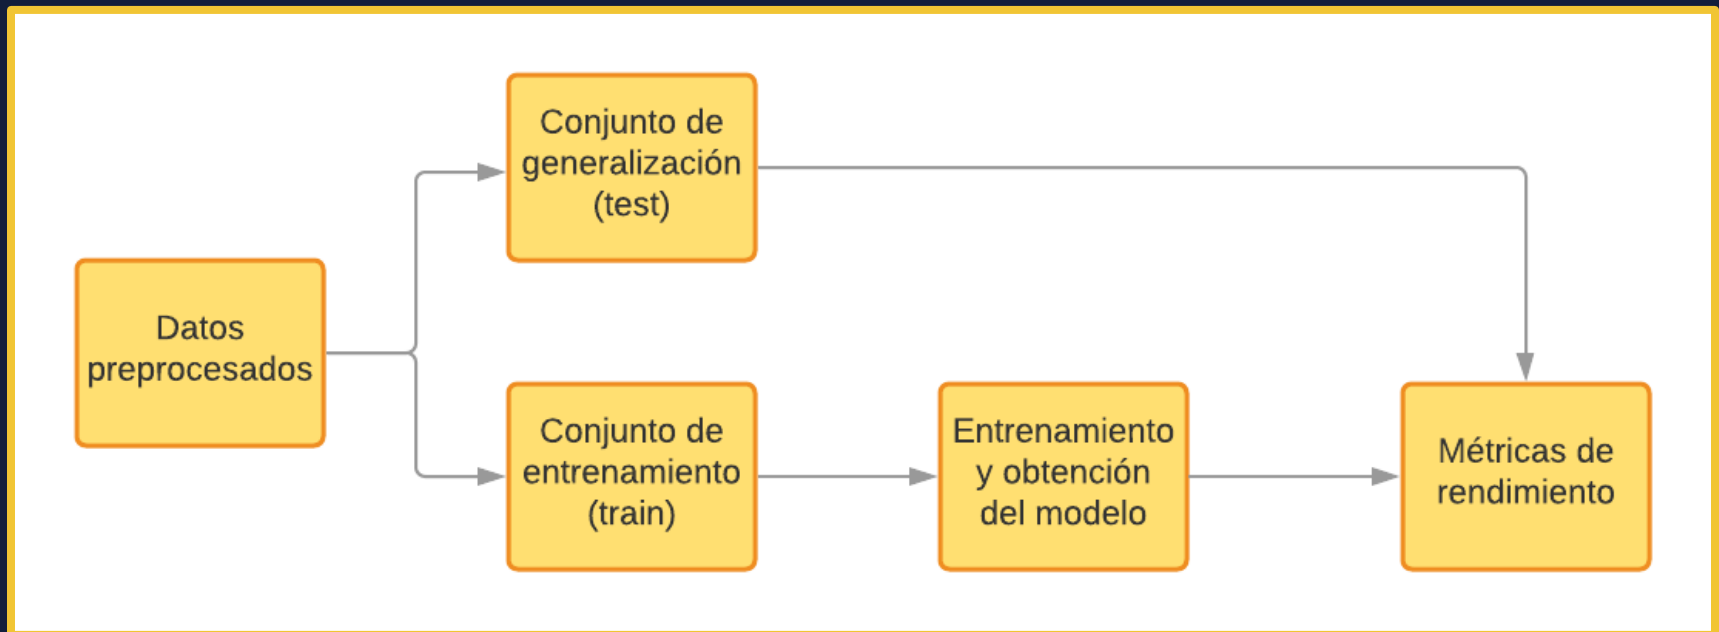 Conjunto de
generalización
(test)
Datos
preprocesados
Conjunto de
entrenamiento
(train)
Entrenamiento
y obtención
del modelo
Métricas de
rendimiento